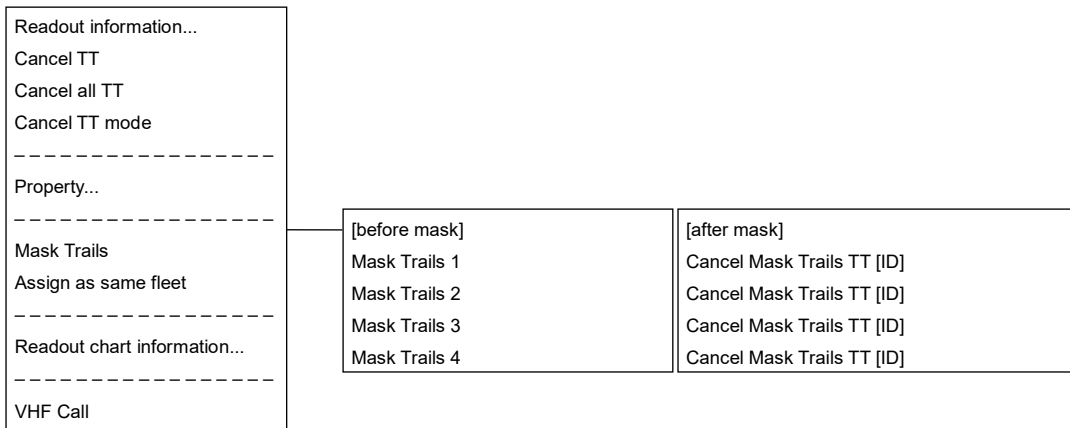 Readout information...
Cancel TT
Cancel all TT
Cancel TT mode
– – – – – – – – – – – – – – – –
Property...
– – – – – – – – – – – – – – – –
Mask Trails
Assign as same fleet
– – – – – – – – – – – – – – – –
Readout chart information...
– – – – – – – – – – – – – – – –
VHF Call
[before mask]
Mask Trails 1
Mask Trails 2
Mask Trails 3
Mask Trails 4
[after mask]
Cancel Mask Trails TT [ID]
Cancel Mask Trails TT [ID]
Cancel Mask Trails TT [ID]
Cancel Mask Trails TT [ID]